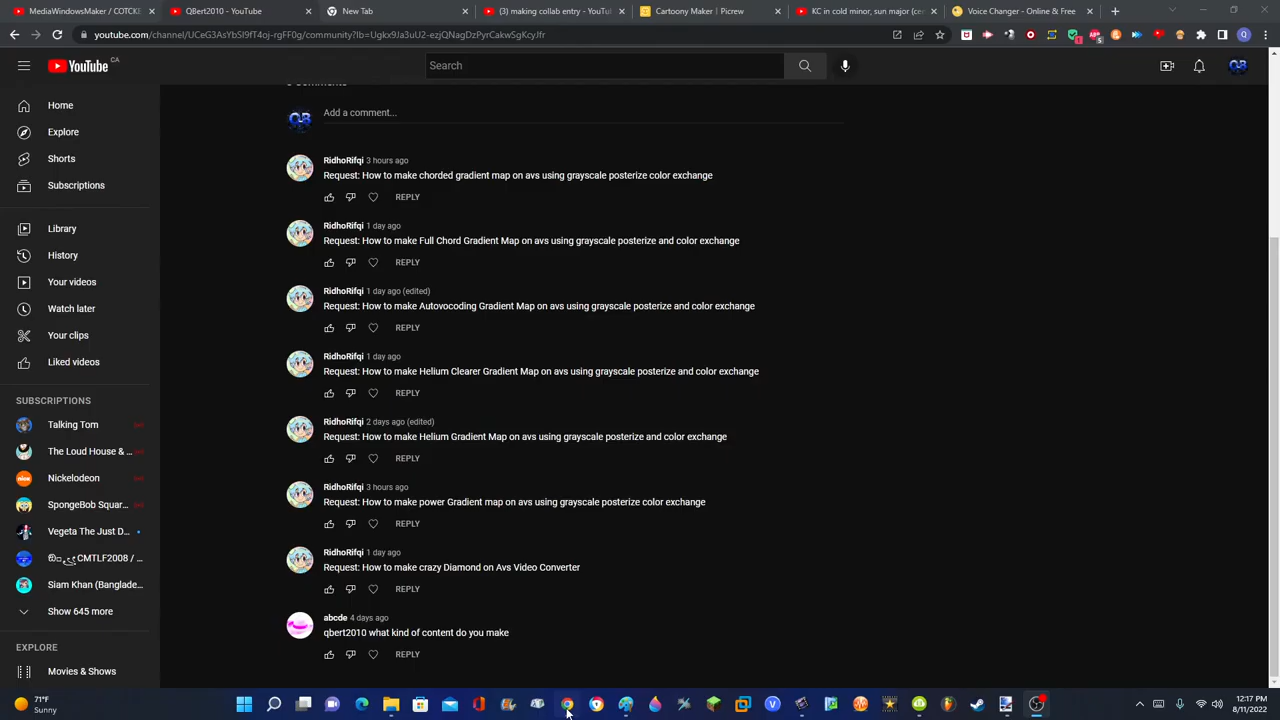 MediaWindowsMaker / COTCKI
QBert2010 - YouTube
New Tab
(3) making collab entry - YouTu
Cartoony Maker | Picrew
KC in cold minor, sun major (ce
Voice Changer - Online & Free
youtube.com/channel/UCeG3AsYbSI9fT4oj-rgFF0g/community?lb=Ugkx9Ja3uU2-ezjQNagDzPyrCakwSgKcyJfr
YouTube CA
Search
Home
Explore
Shorts
Subscriptions
Library
History
Your videos
Watch later
Your clips
Liked videos
SUBSCRIPTIONS
Talking Tom
The Loud House & ...
Nickelodeon
SpongeBob Squar...
Vegeta The Just D...
CMTLF2008 / ...
Siam Khan (Banglade...
Show 645 more
EXPLORE
Movies & Shows
Add a comment...
RidhoRifqi 3 hours ago
Request: How to make chorded gradient map on avs using grayscale posterize color exchange
REPLY
RidhoRifqi 1 day ago
Request: How to make Full Chord Gradient Map on avs using grayscale posterize and color exchange
REPLY
RidhoRifqi 1 day ago (edited)
Request: How to make Autovocoding Gradient Map on avs using grayscale posterize and color exchange
REPLY
RidhoRifqi 1 day ago
Request: How to make Helium Clearer Gradient Map on avs using grayscale posterize and color exchange
REPLY
RidhoRifqi 2 days ago (edited)
Request: How to make Helium Gradient Map on avs using grayscale posterize and color exchange
REPLY
RidhoRifqi 3 hours ago
Request: How to make power Gradient map on avs using grayscale posterize color exchange
REPLY
RidhoRifqi 1 day ago
Request: How to make crazy Diamond on Avs Video Converter
REPLY
abcde 4 days ago
qbert2010 what kind of content do you make
REPLY
71°F
Sunny
12:17 PM
8/11/2022